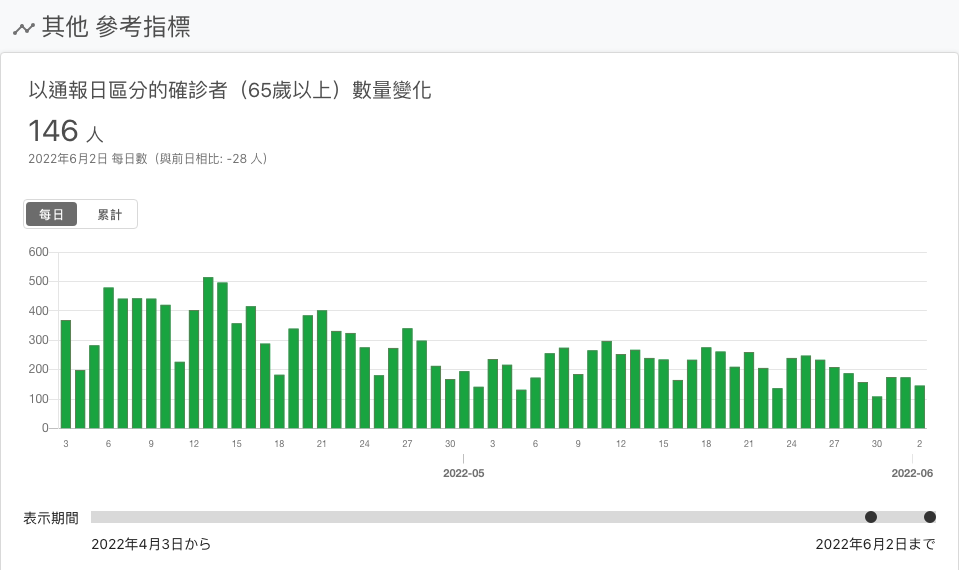 其他 參考指標
以通報日區分的確診者（65歲以上）數量變化
146 人
2022年6月2日 每日數（與前日相比: -28 人）
每日 累計
600
500
400
300
200
100
0
3 6 9 12 15 18 21 24 27 30 3 6 9 12 15 18 21 24 27 30 2
2022-05 2022-06
表示期間
2022年4月3日から 2022年6月2日まで